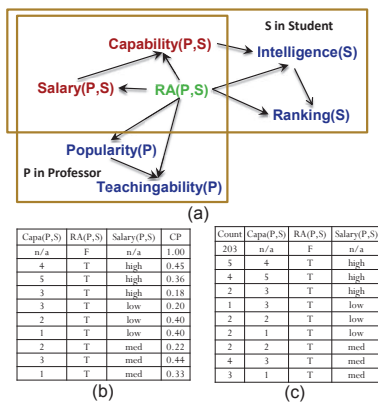 S in Student
Capability(P,S)
Intelligence(S)
Salary(P,S)
RA(P,S)
Ranking(S)
Popularity(P)
P in Professor
Teachingability(P)
(a)
Capa(P,S) RA(P,S) Salary(P,S) CP
n/a F n/a 1.00
4 T high 0.45
5 T high 0.36
3 T high 0.18
3 T low 0.20
2 T low 0.40
1 T low 0.40
2 T med 0.22
3 T med 0.44
1 T med 0.33
(b)
Count Capa(P,S) RA(P,S) Salary(P,S)
203 n/a F n/a
5 4 T high
4 5 T high
2 3 T high
1 3 T low
2 2 T low
2 1 T low
2 2 T med
4 3 T med
3 1 T med
(c)